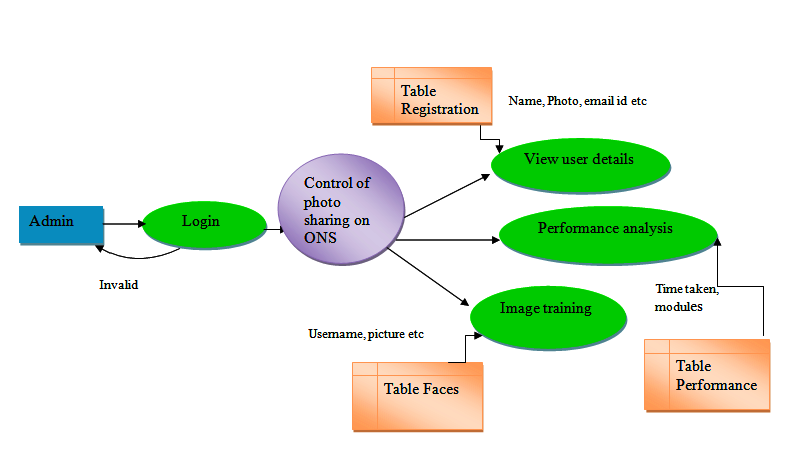 Table
Registration
Name, Photo, email id etc
View user details
Control of
photo
sharing on
ONS
Admin
Login
Performance analysis
Invalid
Time taken,
modules
Image training
Username, picture etc
Table Faces
Table
Performance